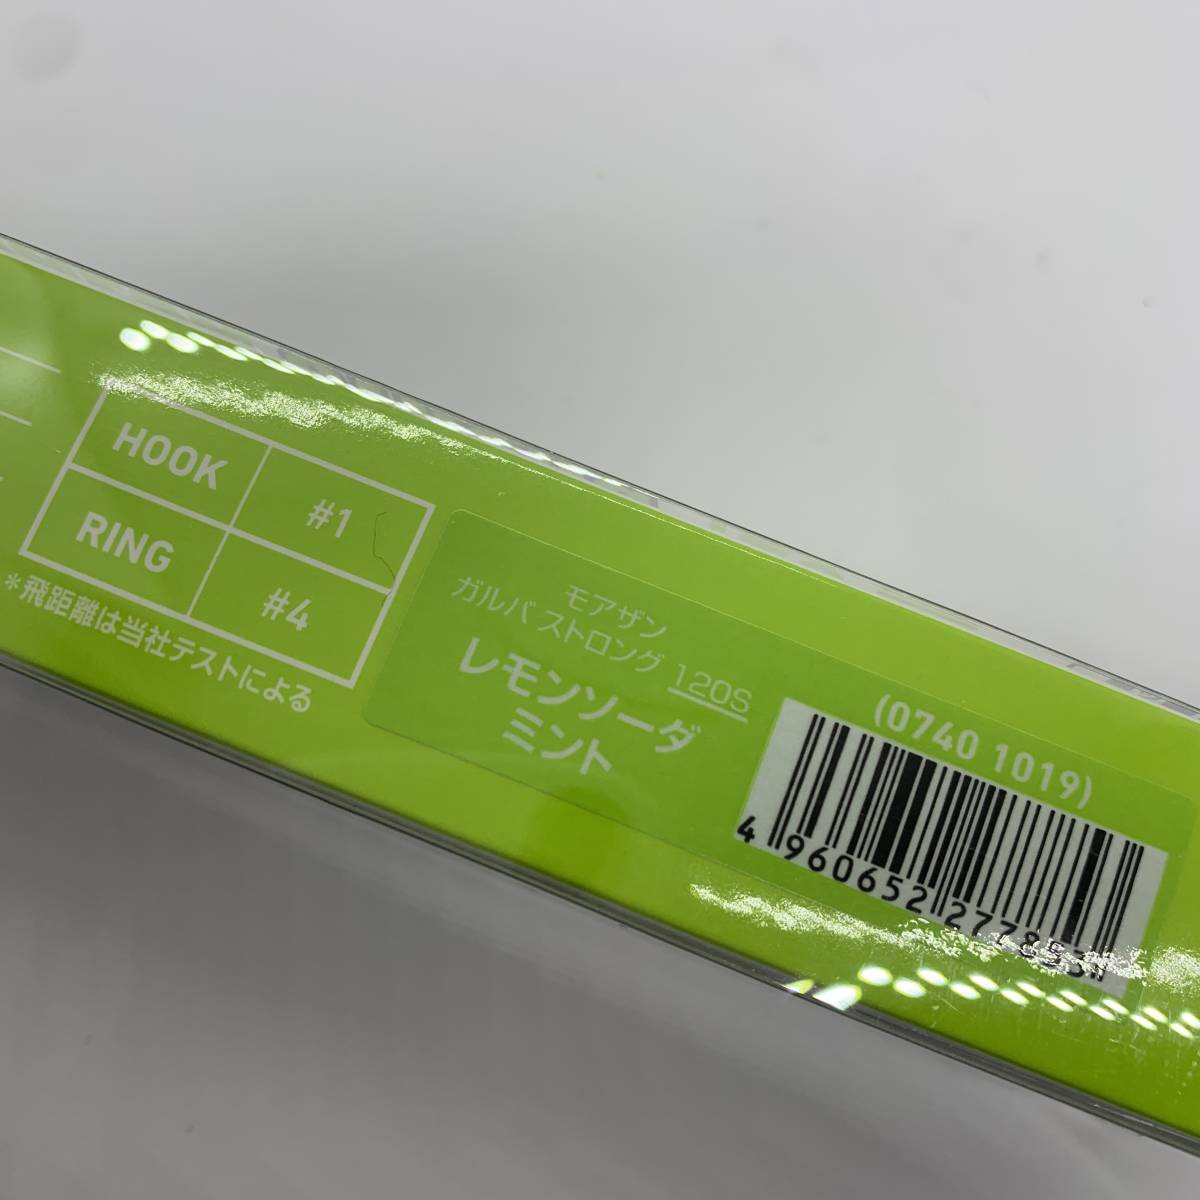 HOOK #1
RING #4
*飛距離は当社テストによる
モアザン
ガルバストロング 120S
レモンソーダ
ミント
(0740 1019)
4 960652 277853